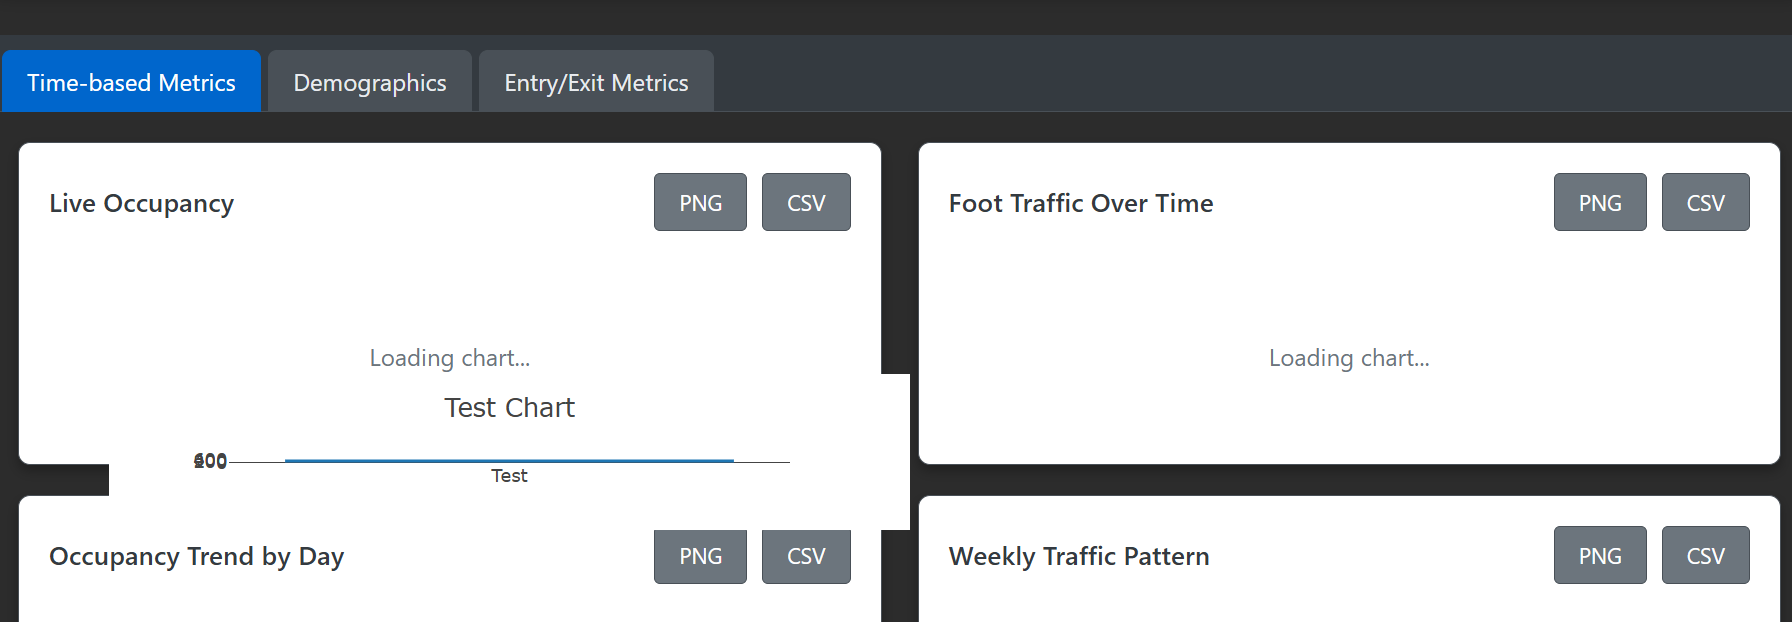 Time-based Metrics
Demographics
Entry/Exit Metrics
Live Occupancy
PNG
CSV
Foot Traffic Over Time
PNG
CSV
Loading chart...
Loading chart...
Test Chart
Test
Occupancy Trend by Day
PNG
CSV
Weekly Traffic Pattern
PNG
CSV